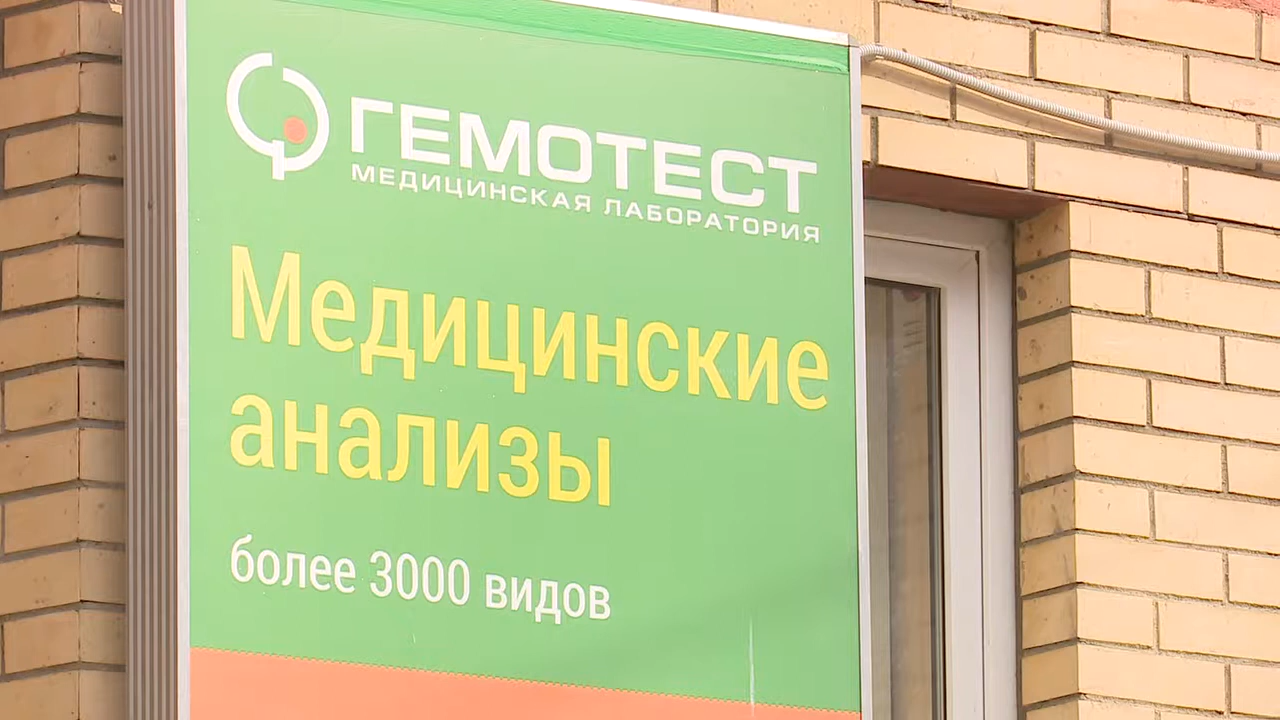 ГЕМОТЕСТ
МЕДИЦИНСКАЯ ЛАБОРАТОРИЯ
Медицинские
анализы
более 3000 видов